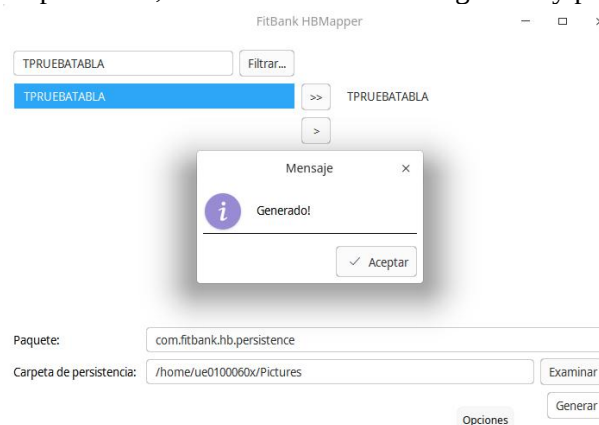 FitBank HBMapper
TPRUEBATABLA
Filtrar...
TPRUEBATABLA
>>
TPRUEBATABLA
>
Mensaje
Generado!
Aceptar
Paquete:
com.fitbank.hb.persistence
Carpeta de persistencia:
/home/ue0100060x/Pictures
Examinar
Generar
Opciones